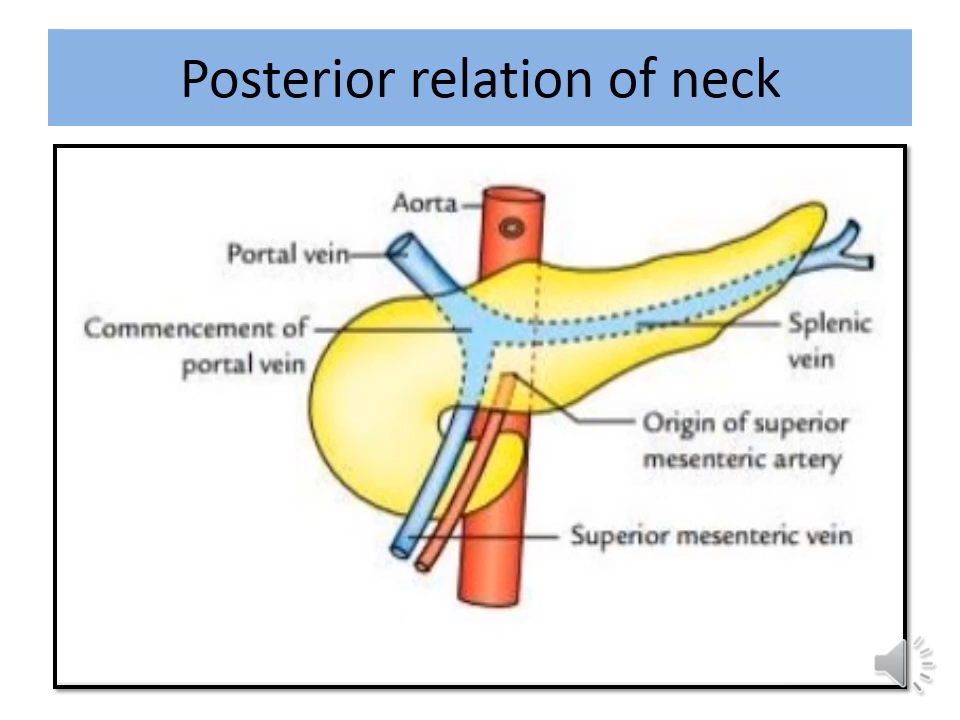 Posterior relation of neck
Aorta
Portal vein
Commencement of
portal vein
Splenic
vein
Origin of superior
mesenteric artery
Superior mesenteric vein